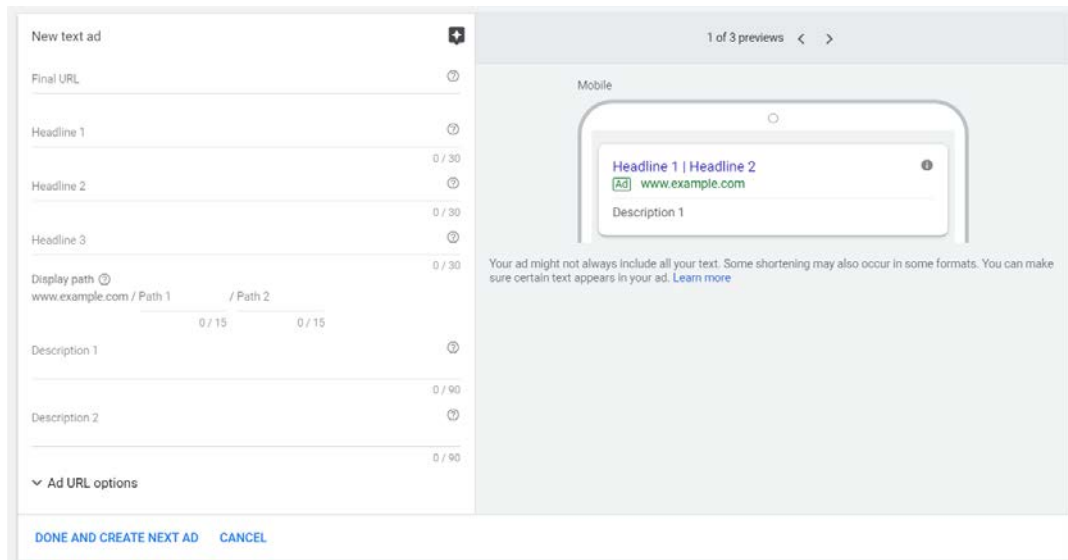 New text ad
Final URL
Headline 1
0 / 30
Headline 2
0 / 30
Headline 3
0 / 30
Display path
www.example.com / Path 1 / Path 2
0 / 15 0 / 15
Description 1
0 / 90
Description 2
0 / 90
Ad URL options
DONE AND CREATE NEXT AD CANCEL
1 of 3 previews
Mobile
Headline 1 | Headline 2
Ad www.example.com
Description 1
Your ad might not always include all your text. Some shortening may also occur in some formats. You can make
sure certain text appears in your ad. Learn more